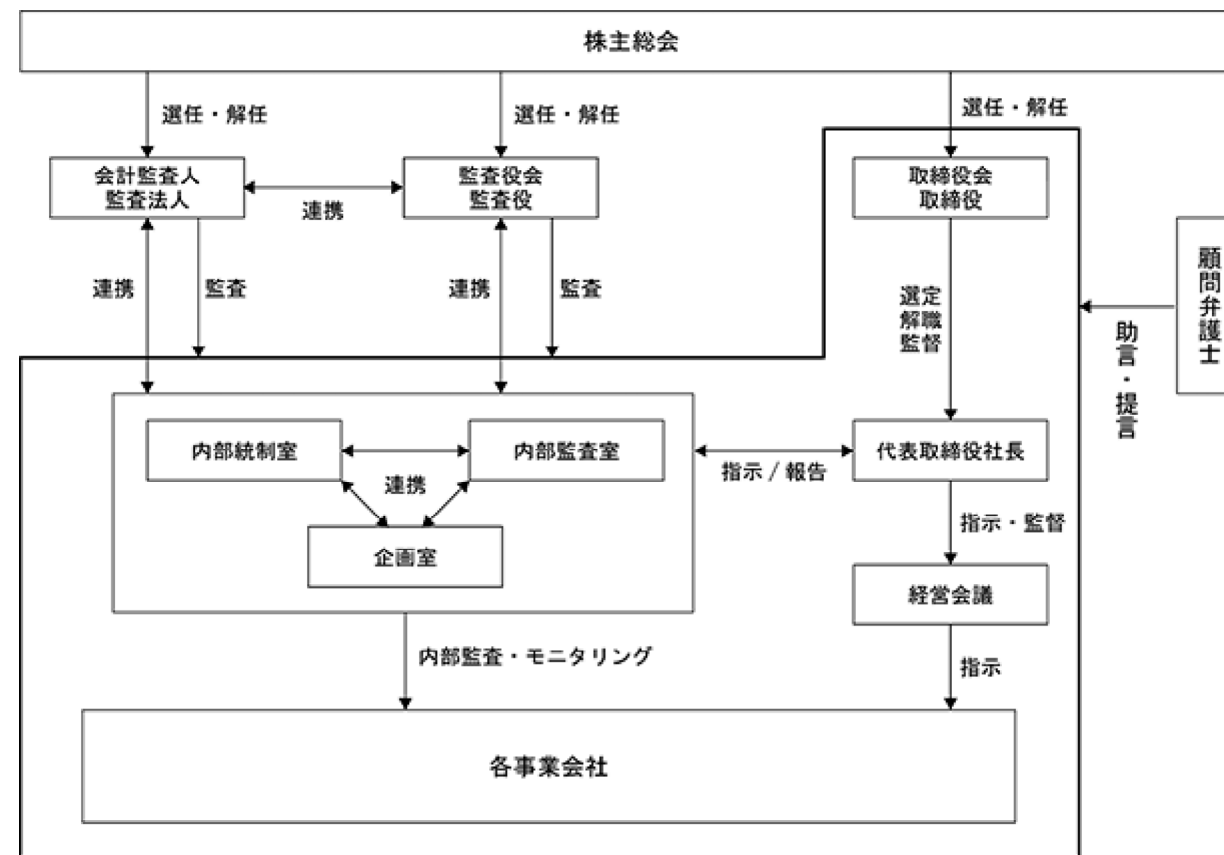 株主総会
選任・解任
選任・解任
選任・解任
会計監査人
監査法人
連携
監査役会
監査役
取締役会
取締役
連携
監査
連携
監査
選定
解職
監督
顧問弁護士
助言・提言
内部統制室
連携
内部監査室
企画室
指示 / 報告
代表取締役社長
指示・監督
経営会議
内部監査・モニタリング
指示
各事業会社